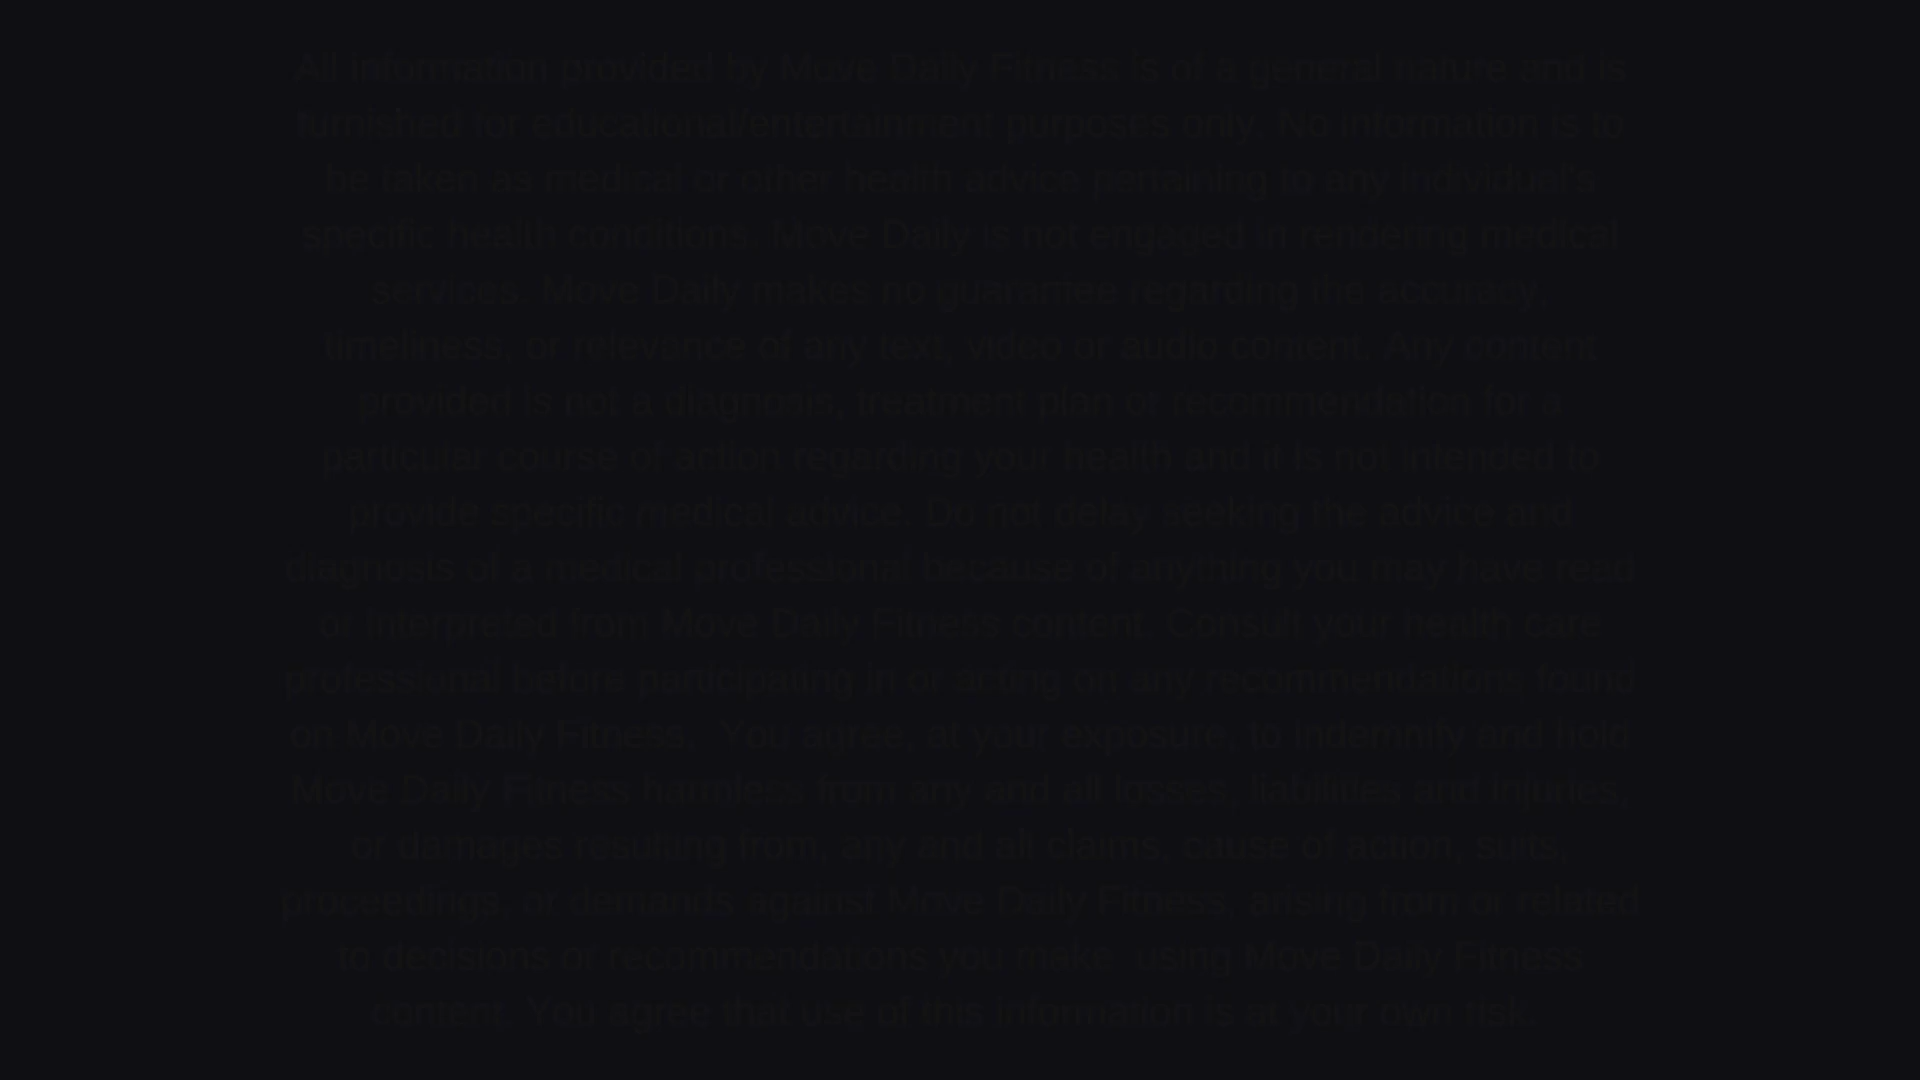 All information provided by Move Daily Fitness is of a general nature and is
furnished for educational/entertainment purposes only. No information is to
be taken as medical or other health advice pertaining to any individual's
specific health conditions. Move Daily is not engaged in rendering medical
services. Move Daily makes no guarantee regarding the accuracy,
timeliness, or relevance of any text, video or audio content. Any content
provided is not a diagnosis, treatment plan or recommendation for a
particular course of action regarding your health and it is not intended to
provide specific medical advice. Do not delay seeking the advice and
diagnosis of a medical professional because of anything you may have read
or interpreted from Move Daily Fitness content. Consult your health care
professional before participating in or acting on any recommendations found
on Move Daily Fitness. You agree, at your exposure, to indemnify and hold
Move Daily Fitness harmless from any and all losses, liabilities and injuries,
or damages resulting from, any and all claims, cause of action, suits,
proceedings, or demands against Move Daily Fitness, arising from or related
to decisions or recommendations you make using Move Daily Fitness
content. You agree that use of this information is at your own risk.